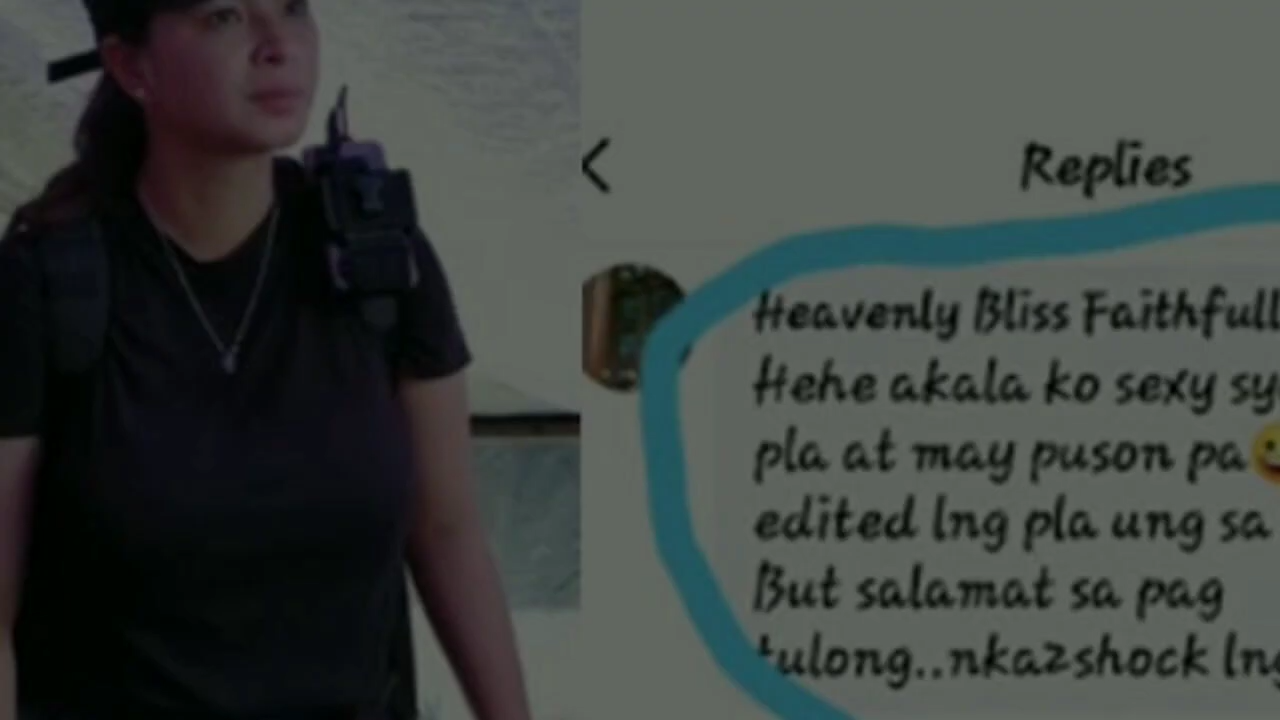 Replies
Heavenly Bliss Faithfull
Hehe akala ko sexy sy
pla at may puson pa
edited lng pla ung sa
But salamat sa pag
tulong..nka2shock lng